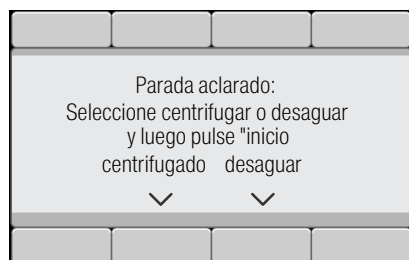 Parada aclarado:
Seleccione centrifugar o desaguar
y luego pulse "inicio
centrifugado desaguar